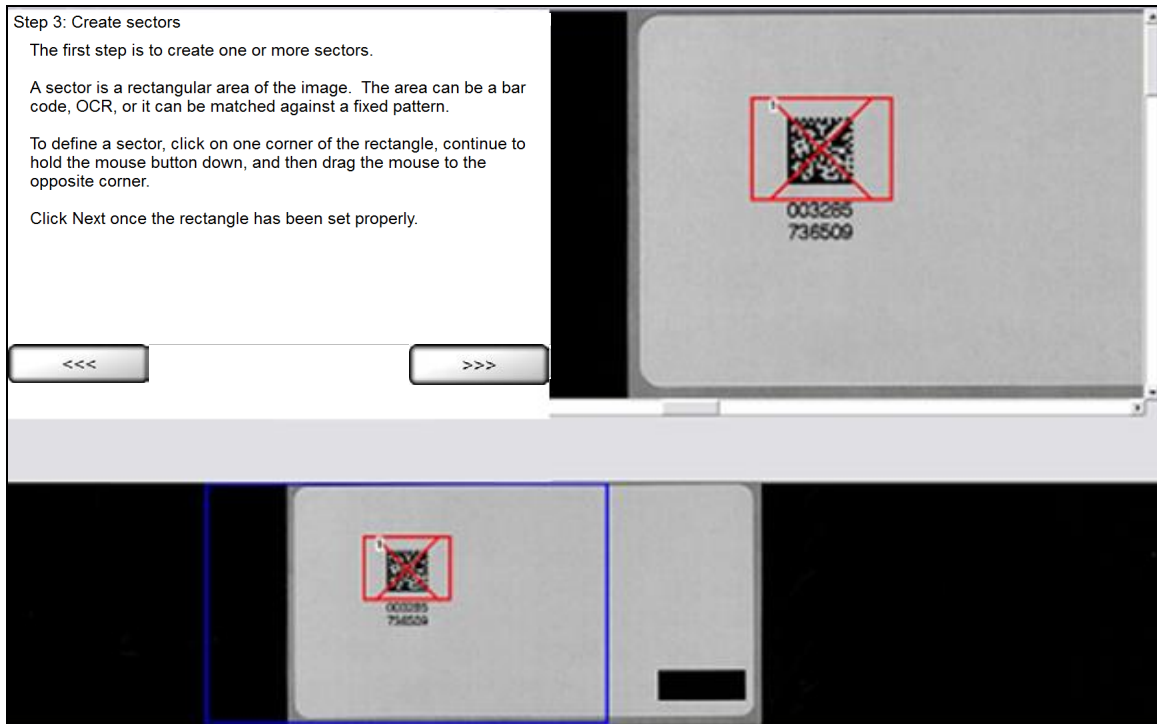 Step 3: Create sectors
The first step is to create one or more sectors.
A sector is a rectangular area of the image. The area can be a bar
code, OCR, or it can be matched against a fixed pattern.
To define a sector, click on one corner of the rectangle, continue to
hold the mouse button down, and then drag the mouse to the
opposite corner.
Click Next once the rectangle has been set properly.
<<<
>>>
1
003285
736509
1
003285
736509